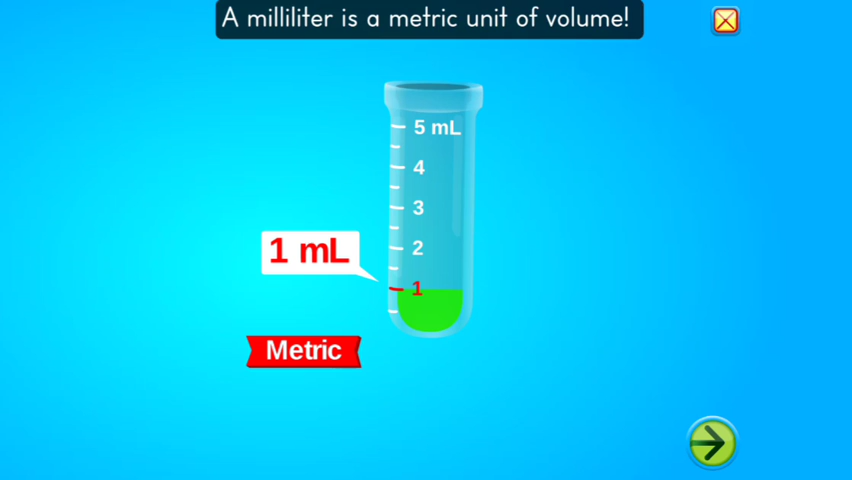 A milliliter is a metric unit of volume!
5 mL
4
3
2
1 mL
1
Metric